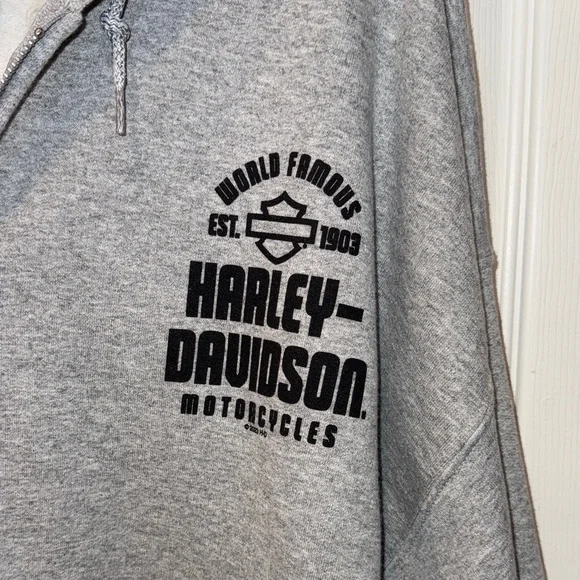 WORLD FAMOUS
EST. 1903
HARLEY-
DAVIDSON.
MOTORCYCLES